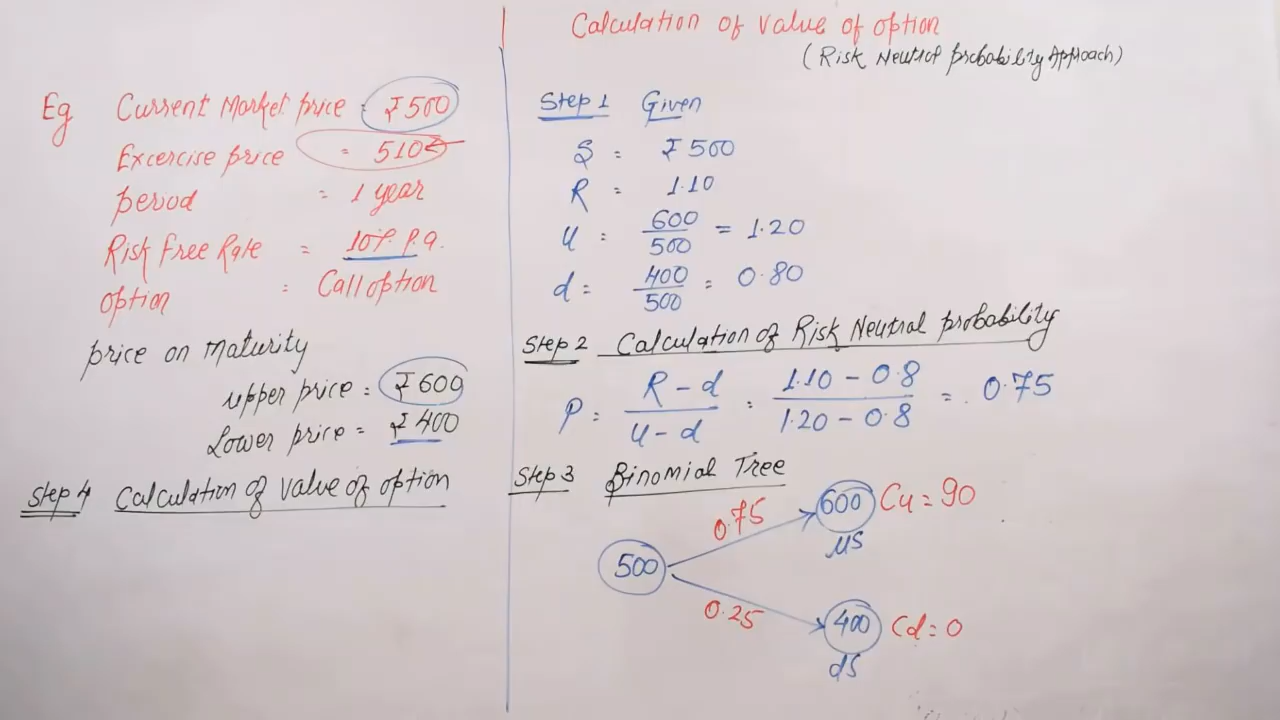 Calculation of value of option
(Risk Neutral probability Approach)
Eg Current Market price = ₹500
Excercise price = 510
period = 1 year
Risk Free Rate = 10% P.a.
option = Call option
price on maturity
upper price = ₹600
Lower price = ₹400
Step 4 Calculation of value of option
Step 1 Given
S = ₹500
R = 1.10
u = 600/500 = 1.20
d = 400/500 = 0.80
Step 2 Calculation of Risk Neutral probability
P = R-d/u-d = 1.10-0.8/1.20-0.8 = 0.75
Step 3 Binomial Tree
0.75 600 Cu = 90
uS
500
0.25 400 Cd = 0
dS